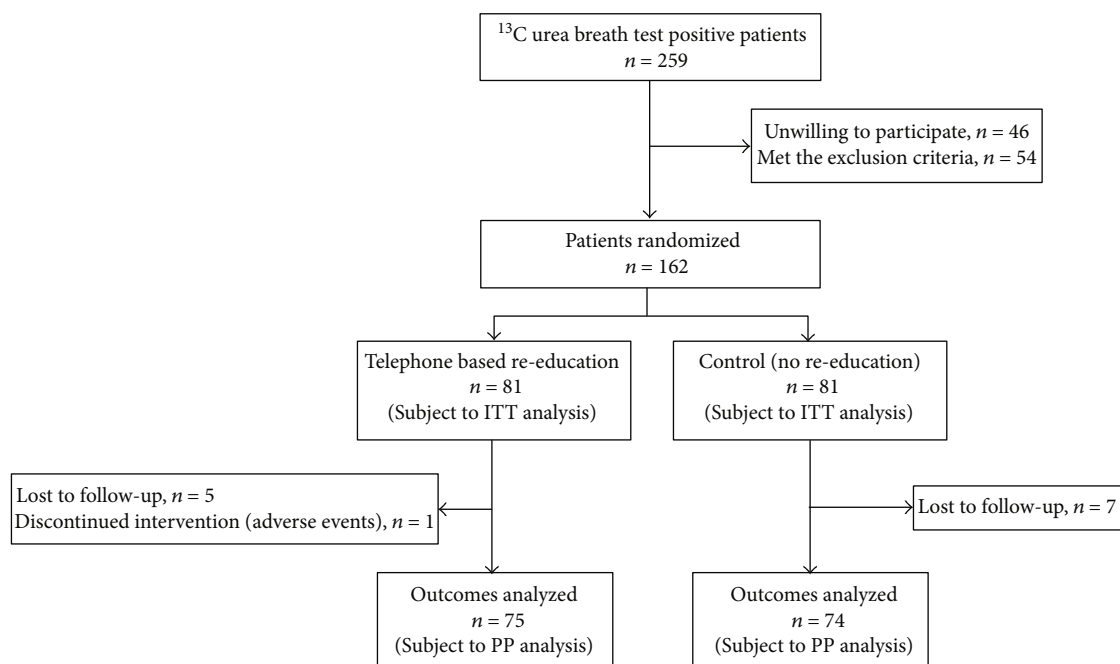 ¹³C urea breath test positive patients
n = 259
Unwilling to participate, n = 46
Met the exclusion criteria, n = 54
Patients randomized
n = 162
Telephone based re-education
n = 81
(Subject to ITT analysis)
Control (no re-education)
n = 81
(Subject to ITT analysis)
Lost to follow-up, n = 5
Discontinued intervention (adverse events), n = 1
Lost to follow-up, n = 7
Outcomes analyzed
n = 75
(Subject to PP analysis)
Outcomes analyzed
n = 74
(Subject to PP analysis)